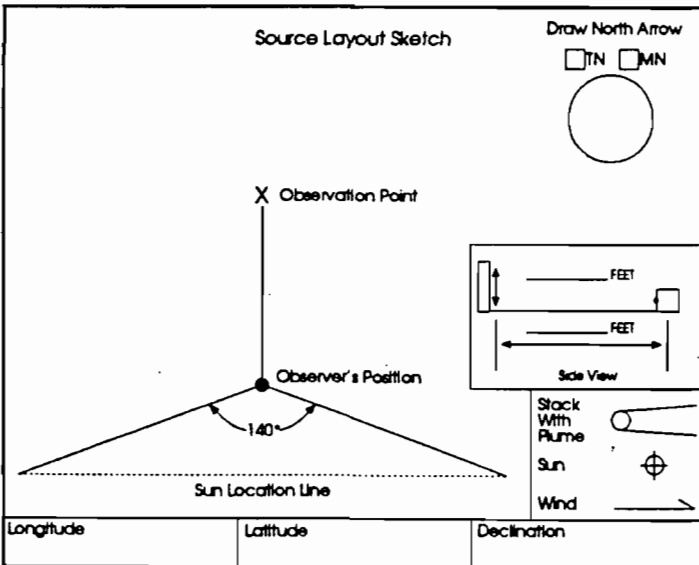 Source Layout Sketch
Draw North Arrow
TN MN
X Observation Point
FEET
FEET
Side View
Observer's Position
140°
Sun Location Line
Stack
With
Plume
Sun
Wind
Longitude
Latitude
Declination